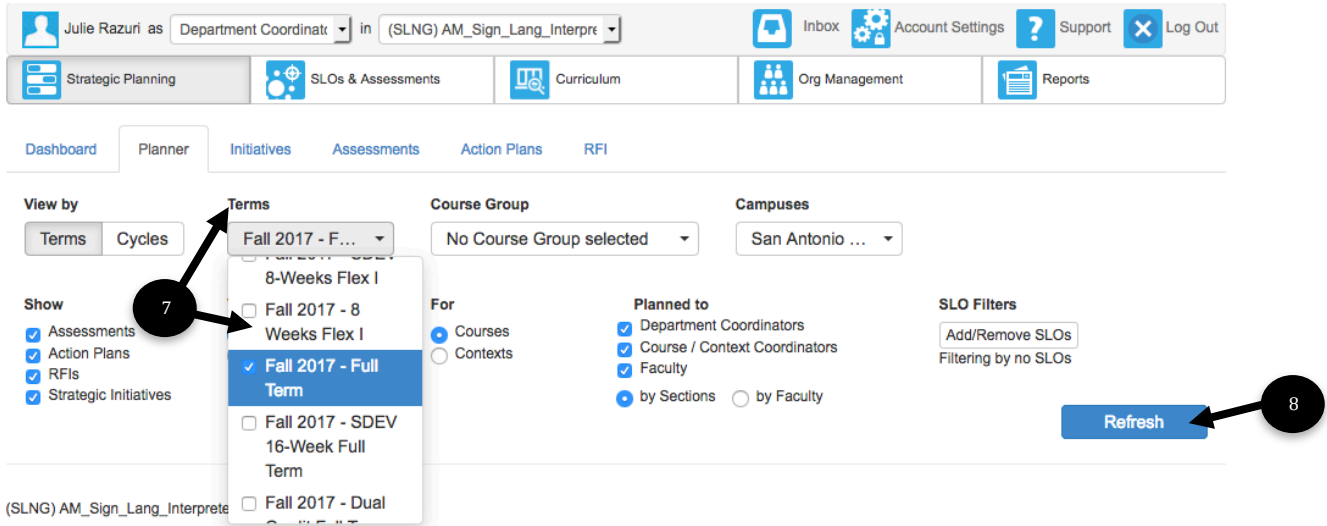 Julie Razuri as Department Coordinatc in (SLNG) AM_Sign_Lang_Interpre Inbox Account Settings Support Log Out
Strategic Planning SLOs & Assessments Curriculum Org Management Reports
Dashboard Planner Initiatives Assessments Action Plans RFI
View by Terms Course Group Campuses
Terms Cycles Fall 2017 - F… No Course Group selected San Antonio …
8-Weeks Flex I
Show For Planned to SLO Filters
7 Fall 2017 - 8
Weeks Flex I
Assessments Courses Department Coordinators Add/Remove SLOs
Action Plans Contexts Course / Context Coordinators Filtering by no SLOs
RFIs Fall 2017 - Full
Term
Faculty
Strategic Initiatives by Sections by Faculty
8
Fall 2017 - SDEV
16-Week Full
Term
Refresh
Fall 2017 - Dual
(SLNG) AM_Sign_Lang_Interprete